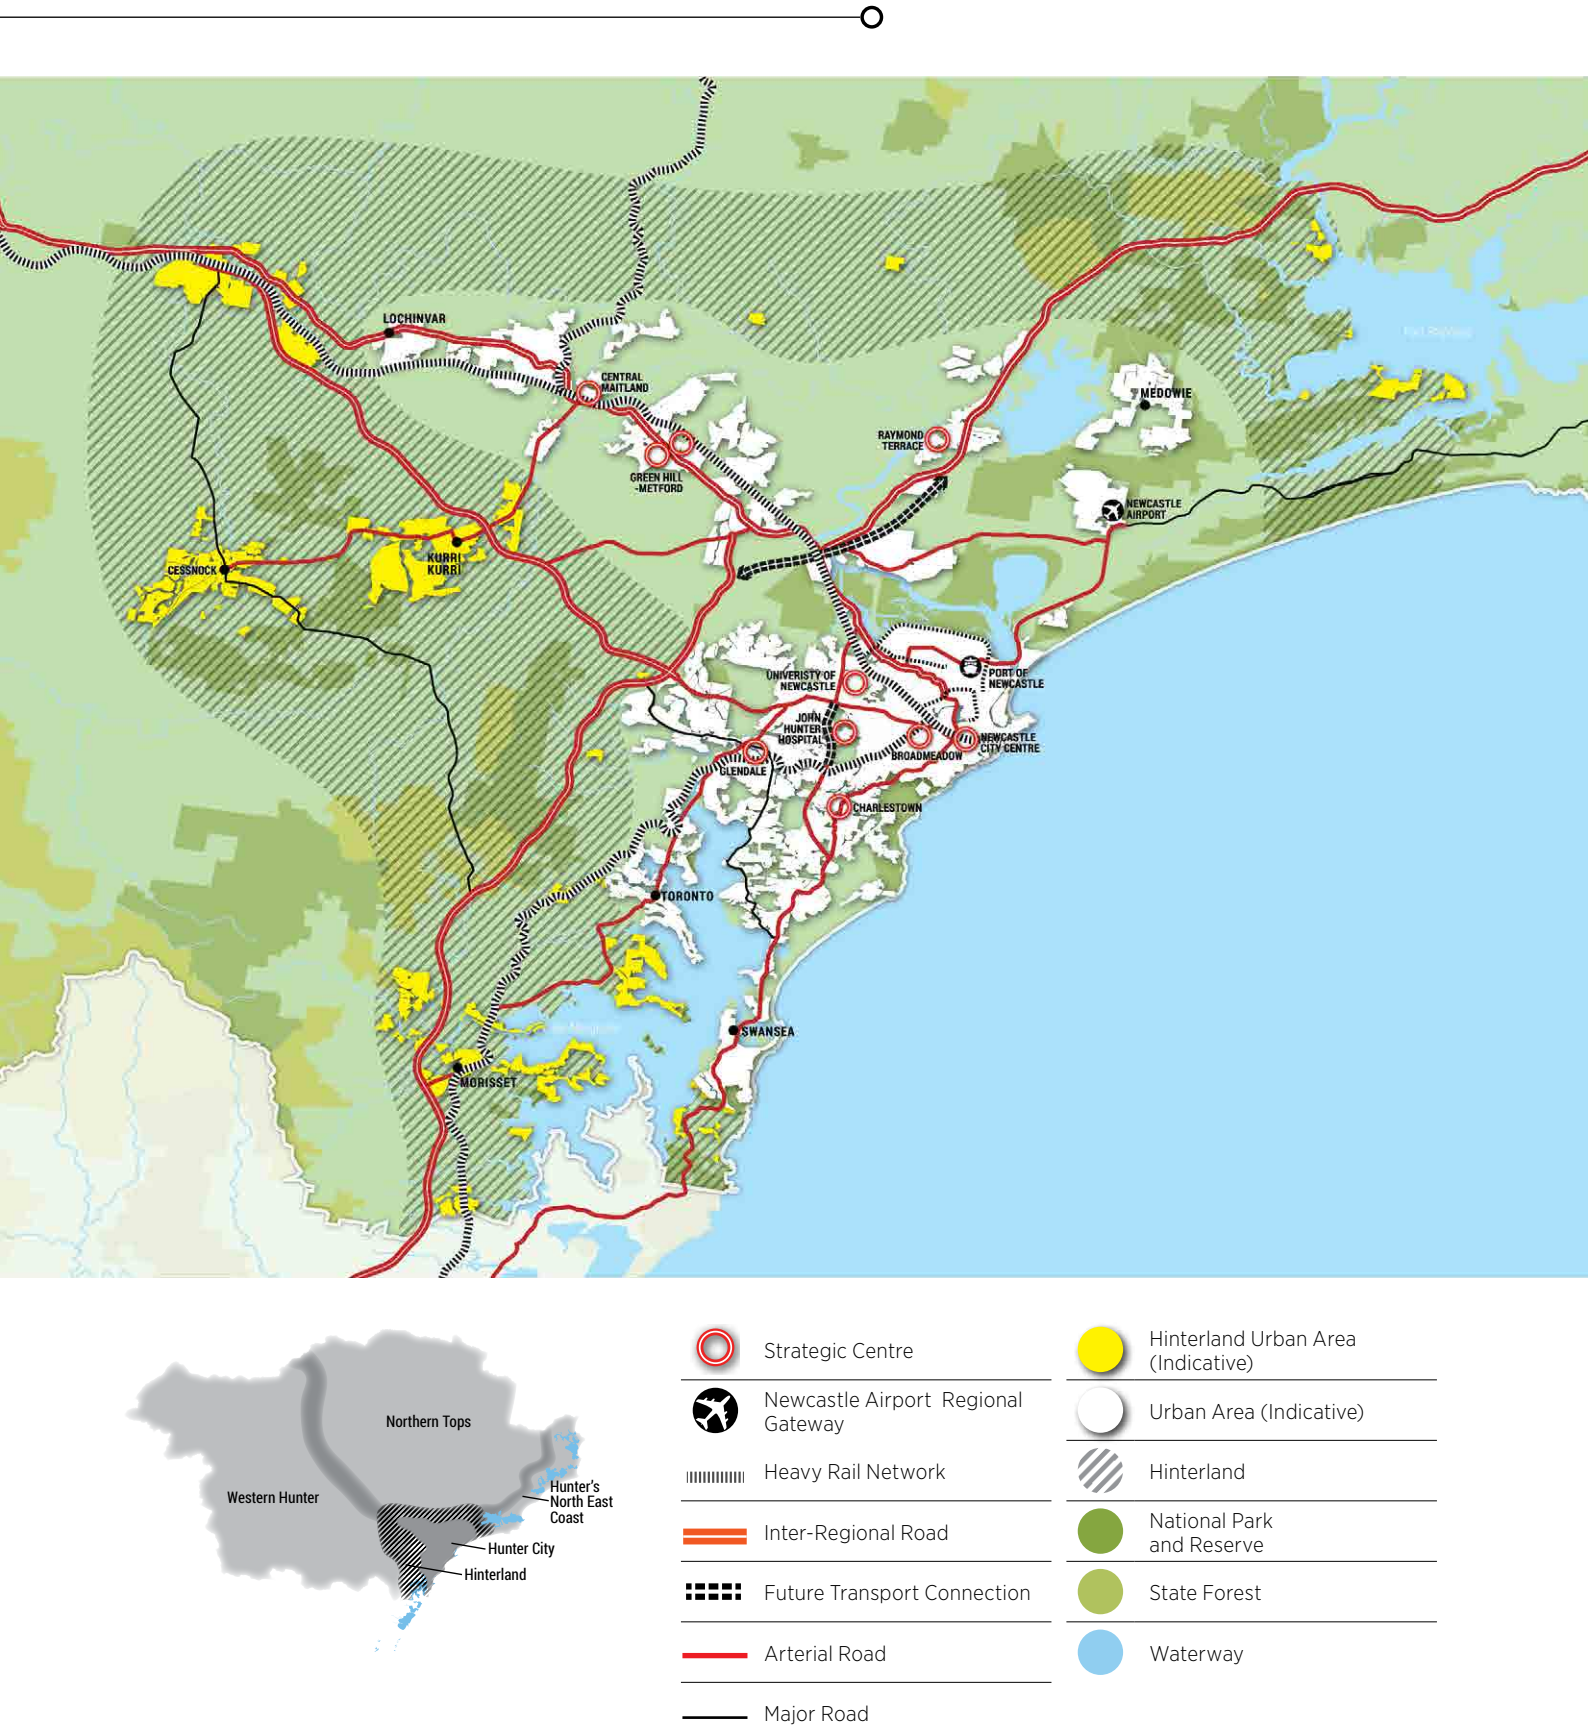 LOCHINVAR
CENTRAL
MAITLAND
MEDOWIE
RAYMOND
TERRACE
GREEN HILL
-METFORD
NEWCASTLE
AIRPORT
KURRI
KURRI
CESSNOCK
UNIVERISTY OF
NEWCASTLE
PORT OF
NEWCASTLE
JOHN
HUNTER
HOSPITAL
NEWCASTLE
CITY CENTRE
BROADMEADOW
GLENDALE
CHARLESTOWN
TORONTO
SWANSEA
MORISSET
Port Stephens
Northern Tops
Western Hunter
Hunter's
North East
Coast
Hunter City
Hinterland
Strategic Centre
Newcastle Airport Regional
Gateway
Heavy Rail Network
Inter-Regional Road
Future Transport Connection
Arterial Road
Major Road
Hinterland Urban Area
(Indicative)
Urban Area (Indicative)
Hinterland
National Park
and Reserve
State Forest
Waterway